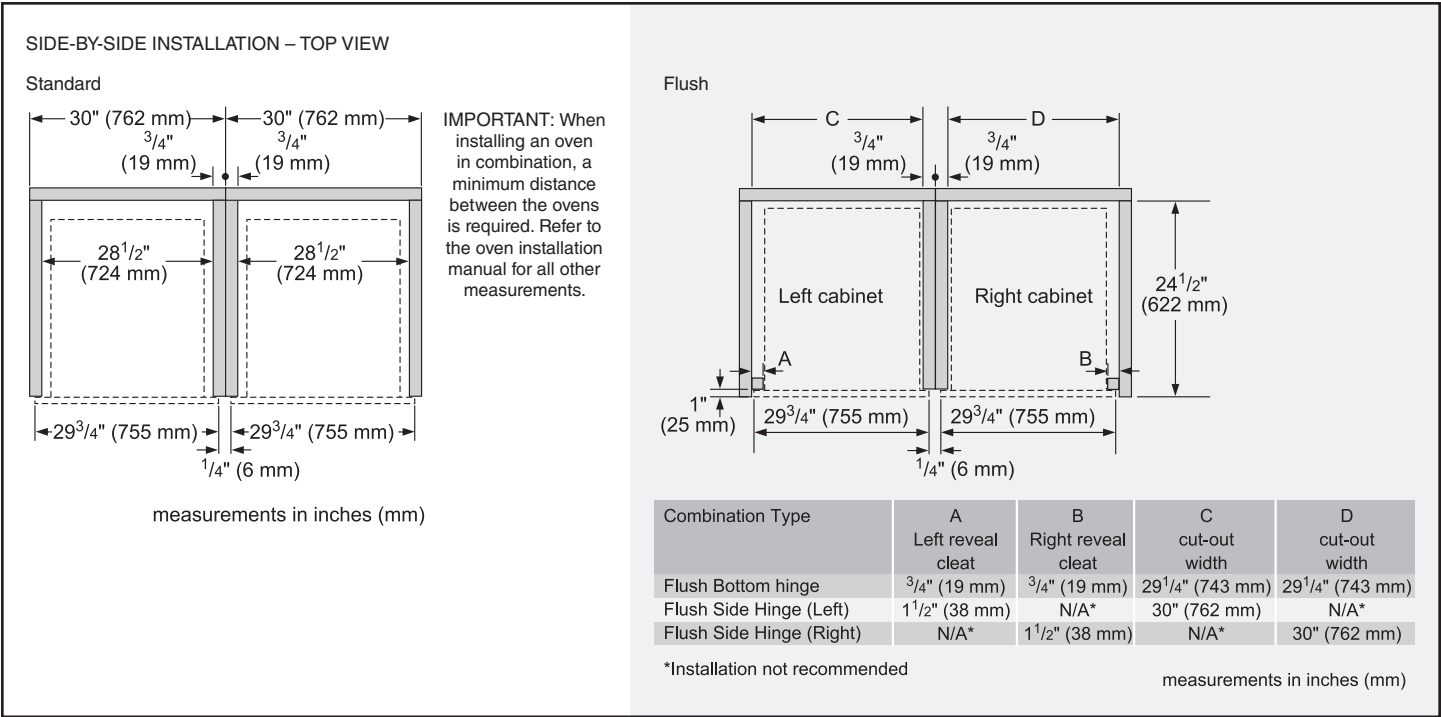 SIDE-BY-SIDE INSTALLATION – TOP VIEW
Standard
30" (762 mm) 30" (762 mm)
3/4" 3/4"
(19 mm) (19 mm)
28 1/2" 28 1/2"
(724 mm) (724 mm)
29 3/4" (755 mm) 29 3/4" (755 mm)
1/4" (6 mm)
measurements in inches (mm)
IMPORTANT: When
installing an oven
in combination, a
minimum distance
between the ovens
is required. Refer to
the oven installation
manual for all other
measurements.
Flush
C D
3/4" 3/4"
(19 mm) (19 mm)
Left cabinet Right cabinet
24 1/2"
(622 mm)
A B
1"
(25 mm)
29 3/4" (755 mm) 29 3/4" (755 mm)
1/4" (6 mm)
Combination Type A B C D
Left reveal Right reveal cut-out cut-out
cleat cleat width width
Flush Bottom hinge 3/4" (19 mm) 3/4" (19 mm) 29 1/4" (743 mm) 29 1/4" (743 mm)
Flush Side Hinge (Left) 1 1/2" (38 mm) N/A* 30" (762 mm) N/A*
Flush Side Hinge (Right) N/A* 1 1/2" (38 mm) N/A* 30" (762 mm)
*Installation not recommended
measurements in inches (mm)